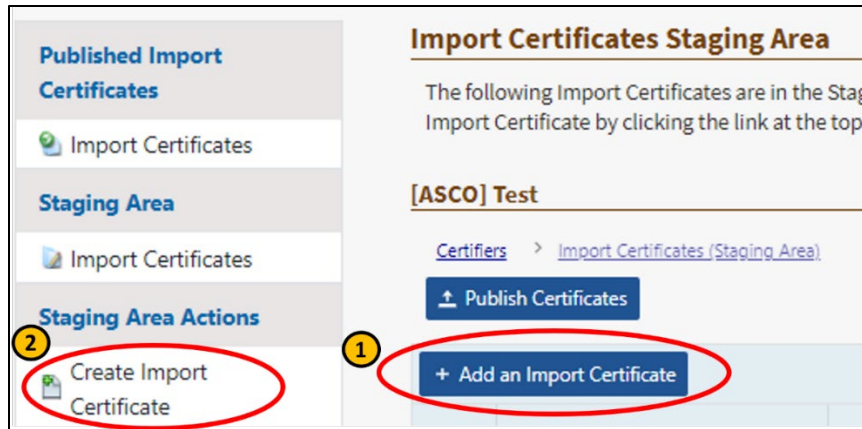 Published Import
Certificates
Import Certificates
Staging Area
Import Certificates
Staging Area Actions
2
Create Import
Certificate
Import Certificates Staging Area
The following Import Certificates are in the
Import Certificate by clicking the link at the top
[ASCO] Test
Certifiers > Import Certificates (Staging Area)
Publish Certificates
1
+ Add an Import Certificate